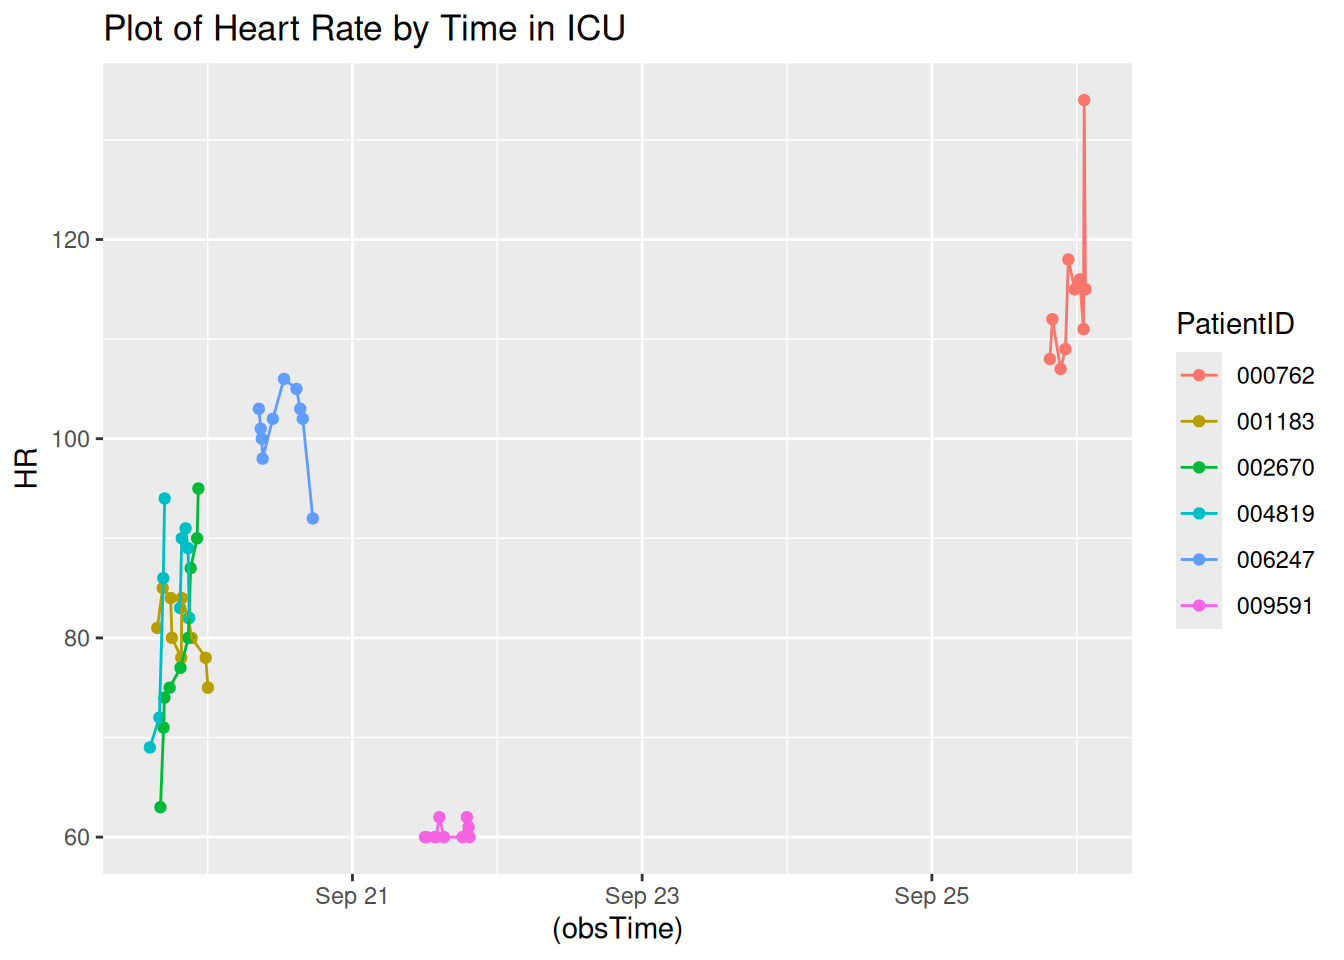 Plot of Heart Rate by Time in ICU
HR
120
100
80
60
Sep 21
Sep 23
Sep 25
(obsTime)
PatientID
000762
001183
002670
004819
006247
009591